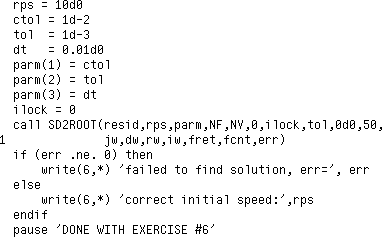 rps = 10d0
ctol = 1d-2
tol = 1d-3
dt = 0.01d0
parm(1) = ctol
parm(2) = tol
parm(3) = dt
ilock = 0
call SD2ROOT(resid,rps,parm,NF,NV,0,ilock,tol,0d0,50,
1 jw,dw,rw,iw,fret,fcnt,err)
if (err .ne. 0) then
write(6,*) 'failed to find solution, err=', err
else
write(6,*) 'correct initial speed:',rps
endif
pause 'DONE WITH EXERCISE #6'